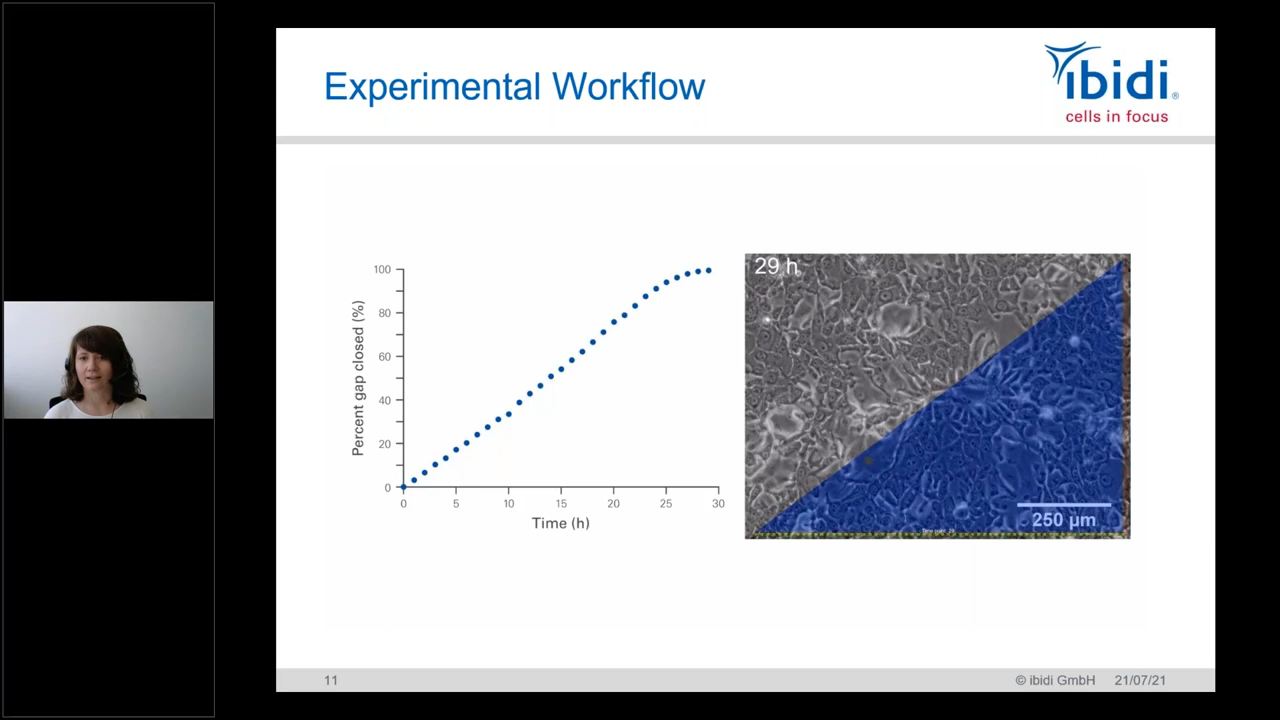 Experimental Workflow
ibidi®
cells in focus
Percent gap closed (%)
100
80
60
40
20
0
0 5 10 15 20 25 30
Time (h)
29 h
250 µm
11
© ibidi GmbH 21/07/21